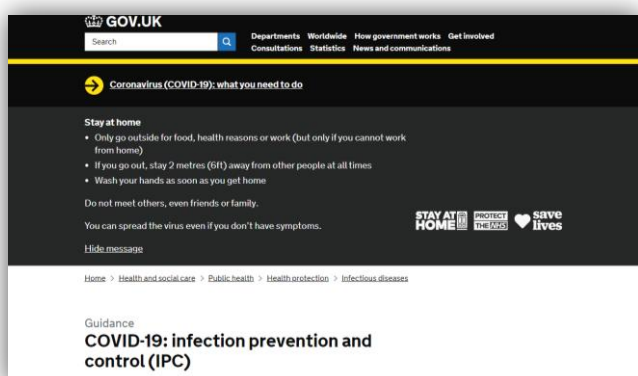 GOV.UK
Search
Departments Worldwide How government works Get involved
Consultations Statistics News and communications
Coronavirus (COVID-19): what you need to do
Stay at home
• Only go outside for food, health reasons or work (but only if you cannot work
from home)
• If you go out, stay 2 metres (6ft) away from other people at all times
• Wash your hands as soon as you get home
Do not meet others, even friends or family.
You can spread the virus even if you don't have symptoms.
STAY AT
HOME
PROTECT
THE NHS
save
lives
Hide message
Home > Health and social care > Public health > Health protection > Infectious diseases
Guidance
COVID-19: infection prevention and
control (IPC)